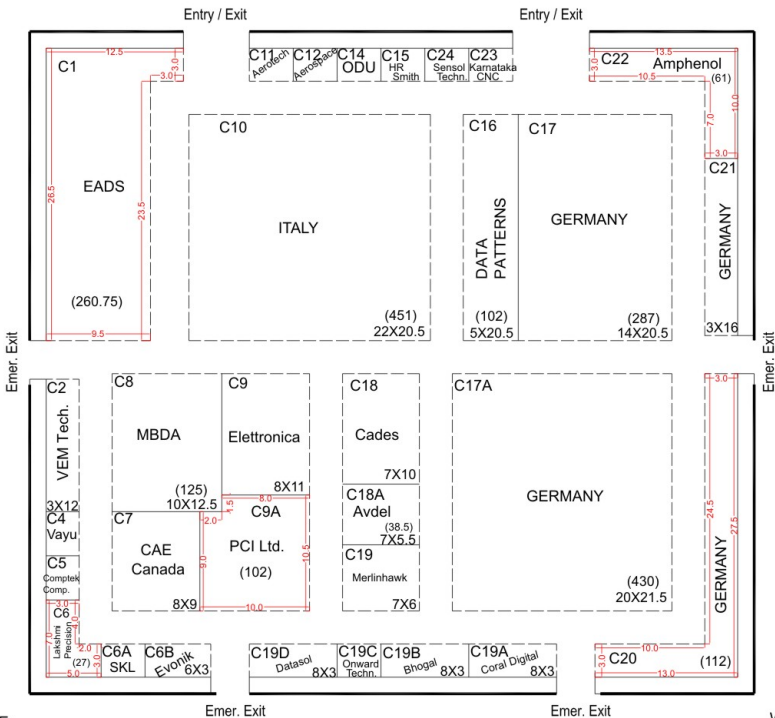 Entry / Exit
Entry / Exit
C1
12.5
3.0
3.0
EADS
26.5
23.5
(260.75)
9.5
C11
Aerotech
C12
Aerospace
C14
ODU
C15
HR
Smith
C24
Sensol
Techn.
C23
Karnataka
CNC
C22
13.5
3.0
Amphenol
(61)
10.5
10.0
7.0
3.0
C10
ITALY
(451)
22X20.5
C16
DATA
PATTERNS
(102)
5X20.5
C17
GERMANY
(287)
14X20.5
C21
GERMANY
3X16
Emer. Exit
Emer. Exit
C2
VEM Tech.
3X12
C4
Vayu
C5
Comptek
Comp.
3.0
C6
Lakshmi
Precision
4.0
7.0
2.0
3.0
(27)
5.0
C8
MBDA
(125)
10X12.5
C9
Elettronica
8X11
C7
CAE
Canada
8X9
8.0
1.5
2.0
C9A
PCI Ltd.
(102)
9.0
10.5
10.0
C18
Cades
7X10
C18A
Avdel
(38.5)
7X5.5
C19
Merlinhawk
7X6
C17A
GERMANY
(430)
20X21.5
3.0
24.5
27.5
GERMANY
10.0
3.0
C20
(112)
13.0
C6A
SKL
C6B
Evonik
6X3
C19D
Datasol
8X3
C19C
Onward
Techn.
C19B
Bhogal
8X3
C19A
Coral Digital
8X3
Emer. Exit
Emer. Exit